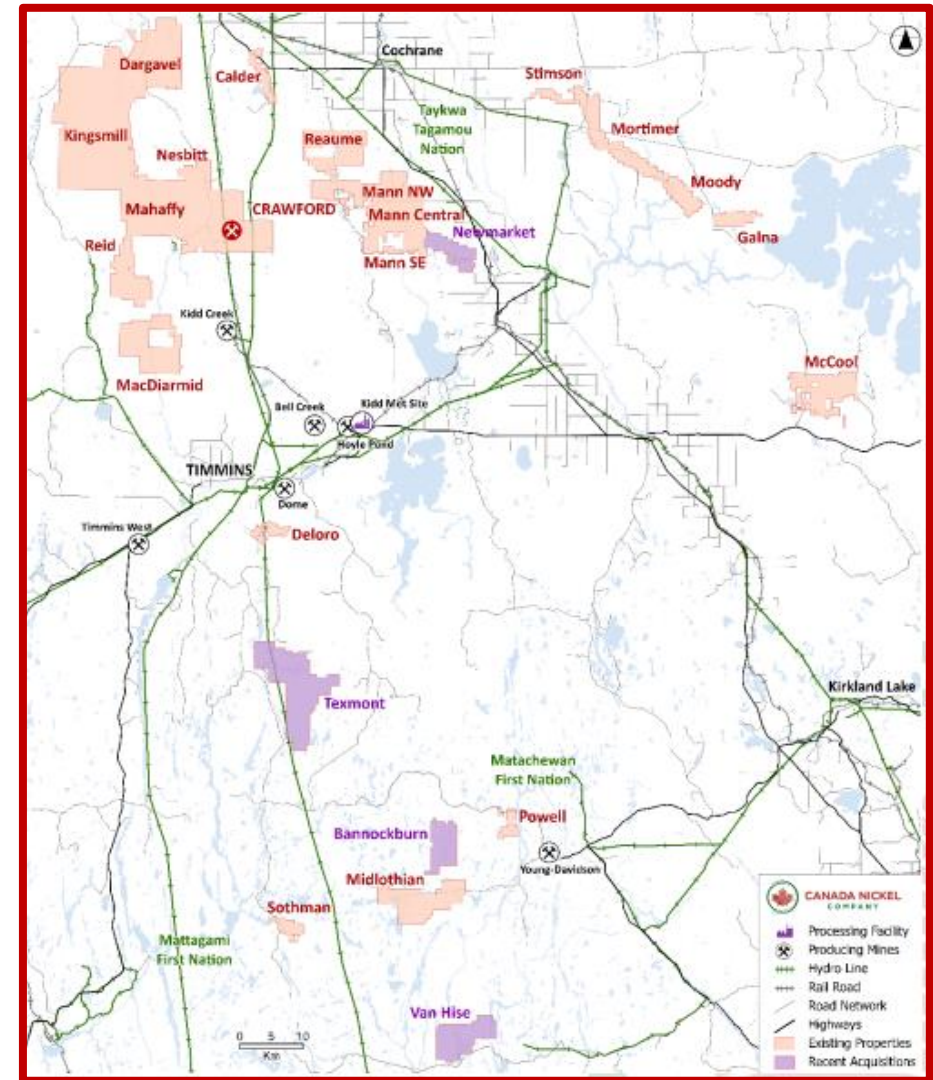 Cochrane
Dargavel
Calder
Stimson
Taykwa
Tagamou
Nation
Mortimer
Kingsmill
Reaume
Nesbitt
Moody
Mann NW
Mahaffy
CRAWFORD
Mann Central
Newmarket
Galna
Reid
Mann SE
Kidd Creek
McCool
MacDiarmid
Kidd Met Site
Bell Creek
Hoyle Pond
TIMMINS
Dome
Timmins West
Deloro
Kirkland Lake
Texmont
Matachewan
First Nation
Powell
Bannockburn
Young-Davidson
Midlothian
Sothman
Mattagami
First Nation
Van Hise
0 5 10
Km
CANADA NICKEL
COMPANY
Processing Facility
Producing Mines
Hydro Line
Rail Road
Road Network
Highways
Existing Properties
Recent Acquisitions